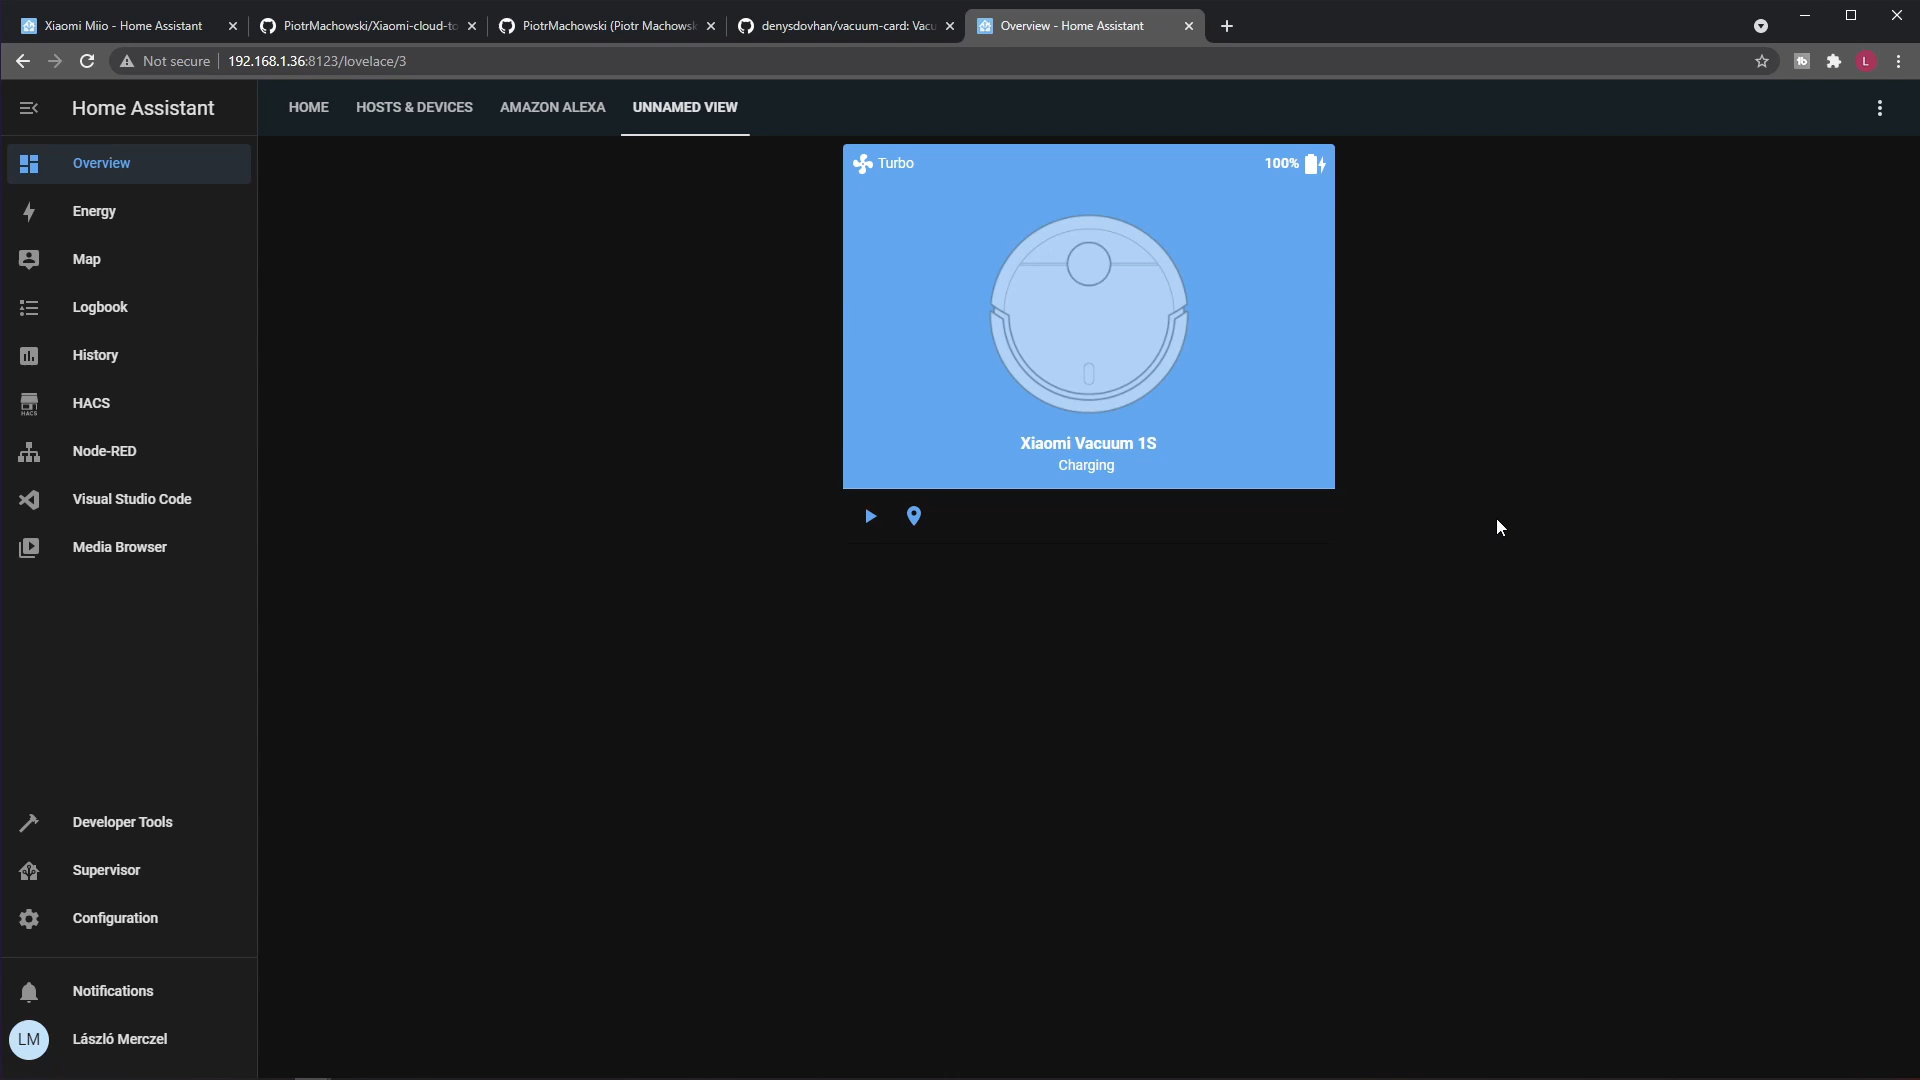 Xiaomi Miio - Home Assistant
PiotrMachowski/Xiaomi-cloud-to
PiotrMachowski (Piotr Machowsk
denysdovhan/vacuum-card: Vacu
Overview - Home Assistant
Not secure
192.168.1.36:8123/lovelace/3
L
Home Assistant
HOME
HOSTS & DEVICES
AMAZON ALEXA
UNNAMED VIEW
Overview
Energy
Map
Logbook
History
HACS
HACS
Node-RED
Visual Studio Code
Media Browser
Developer Tools
Supervisor
Configuration
Notifications
LM
László Merczel
Turbo
100%
Xiaomi Vacuum 1S
Charging